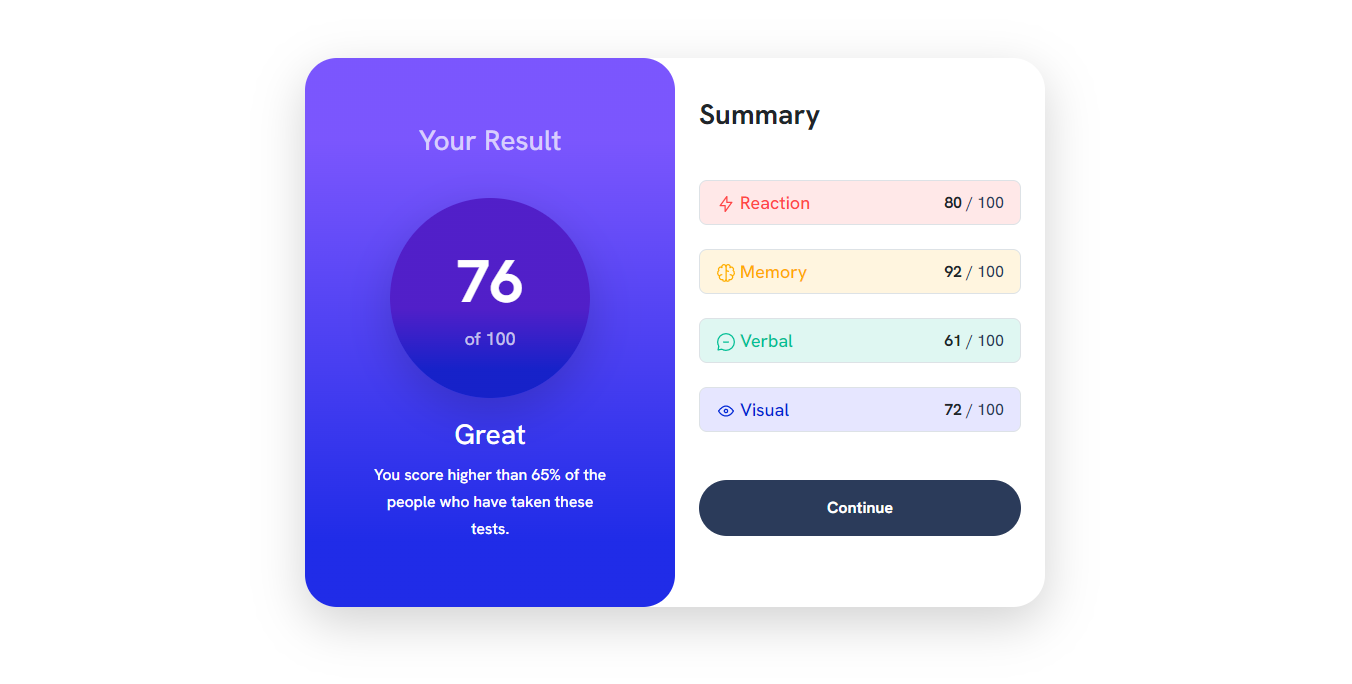 Your Result
76
of 100
Great
You score higher than 65% of the
people who have taken these
tests.
Summary
Reaction 80 / 100
Memory 92 / 100
Verbal 61 / 100
Visual 72 / 100
Continue